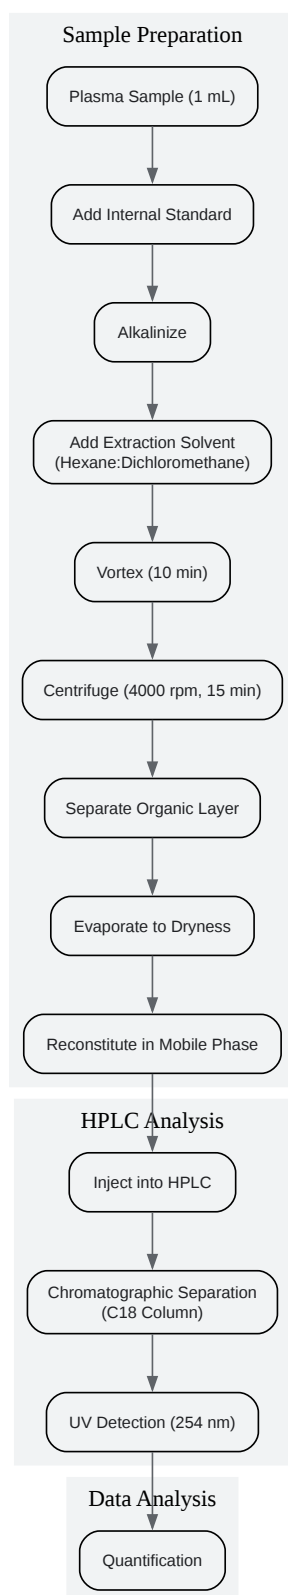 Sample Preparation
Plasma Sample (1 mL)
Add Internal Standard
Alkalinize
Add Extraction Solvent
(Hexane:Dichloromethane)
Vortex (10 min)
Centrifuge (4000 rpm, 15 min)
Separate Organic Layer
Evaporate to Dryness
Reconstitute in Mobile Phase
HPLC Analysis
Inject into HPLC
Chromatographic Separation
(C18 Column)
UV Detection (254 nm)
Data Analysis
Quantification